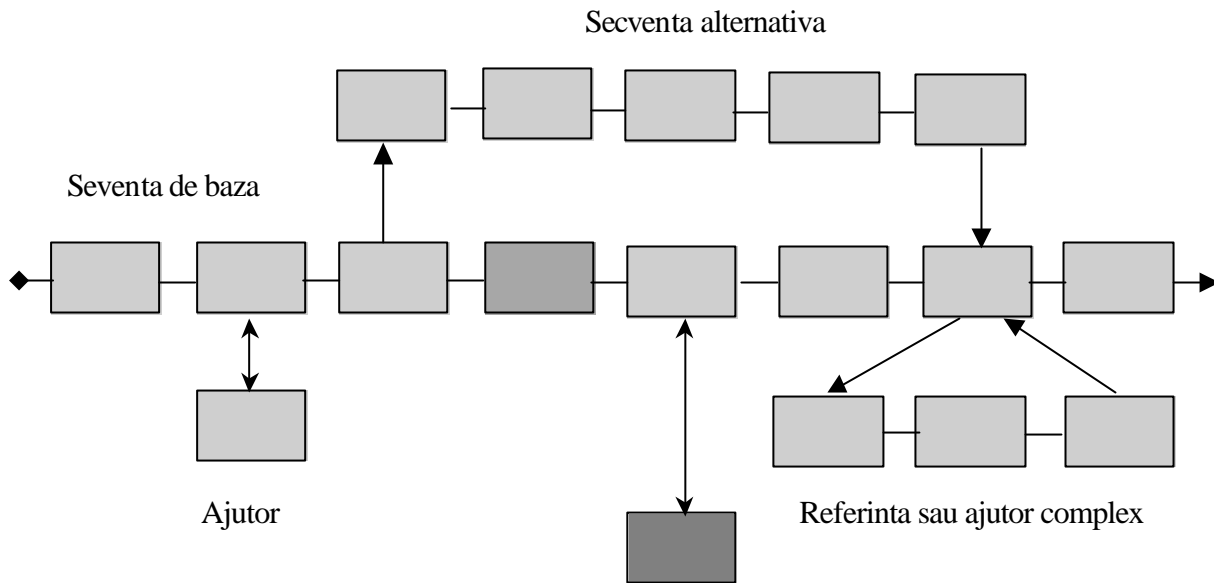 Secventa alternativa
Seventa de baza
Ajutor
Referinta sau ajutor complex